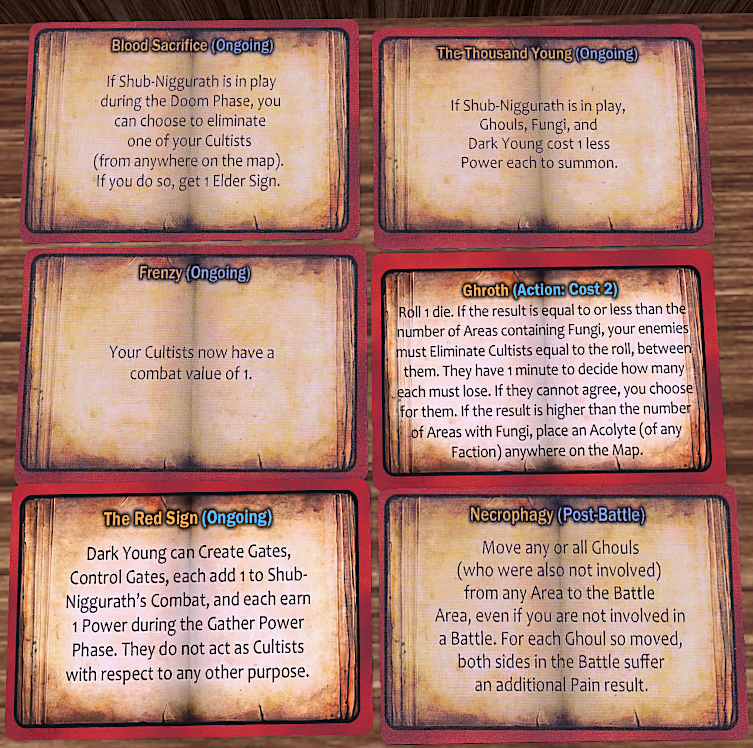 Blood Sacrifice (Ongoing)
If Shub-Niggurath is in play
during the Doom Phase, you
can choose to eliminate
one of your Cultists
(from anywhere on the map).
If you do so, get 1 Elder Sign.
The Thousand Young (Ongoing)
If Shub-Niggurath is in play,
Ghouls, Fungi, and
Dark Young cost 1 less
Power each to summon.
Frenzy (Ongoing)
Your Cultists now have a
combat value of 1.
Ghroth (Action: Cost 2)
Roll 1 die. If the result is equal to or less than the
number of Areas containing Fungi, your enemies
must Eliminate Cultists equal to the roll, between
them. They have 1 minute to decide how many
each must lose. If they cannot agree, you choose
for them. If the result is higher than the number
of Areas with Fungi, place an Acolyte (of any
Faction) anywhere on the Map.
The Red Sign (Ongoing)
Dark Young can Create Gates,
Control Gates, each add 1 to Shub-
Niggurath's Combat, and each earn
1 Power during the Gather Power
Phase. They do not act as Cultists
with respect to any other purpose.
Necrophagy (Post-Battle)
Move any or all Ghouls
(who were also not involved)
from any Area to the Battle
Area, even if you are not involved in
a Battle. For each Ghoul so moved,
both sides in the Battle suffer
an additional Pain result.